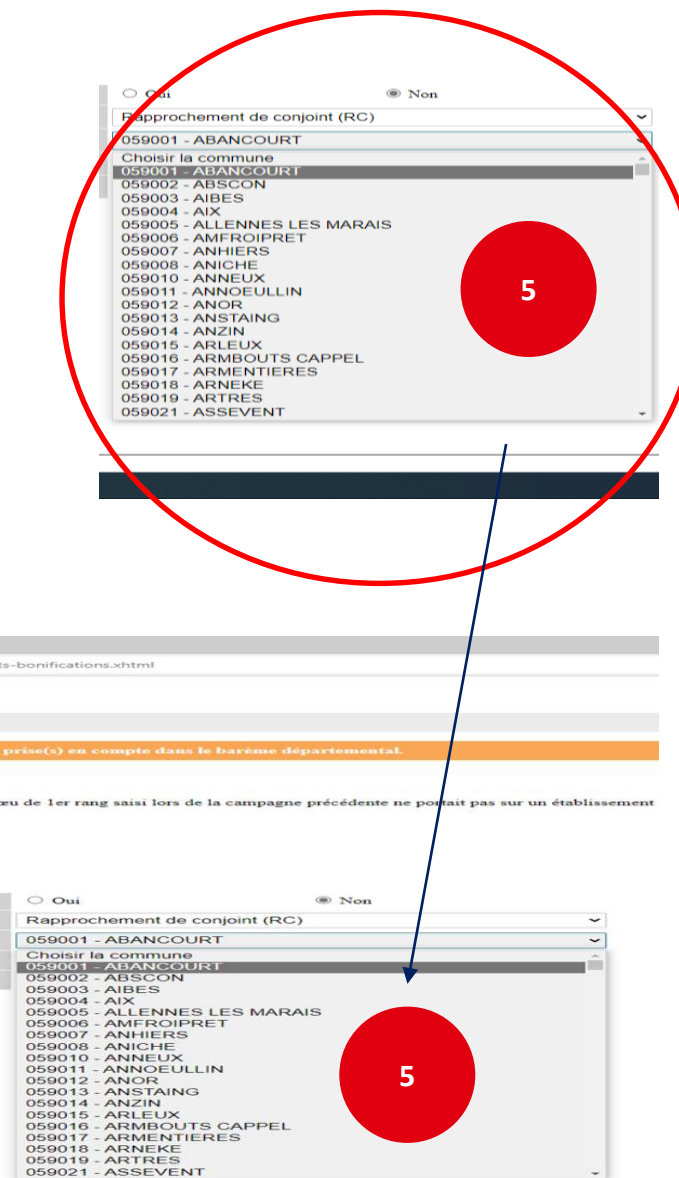 Oui Non
Rapprochement de conjoint (RC)
059001 - ABANCOURT
Choisir la commune
059001 - ABANCOURT
059002 - ABSCON
059003 - AIBES
059004 - AIX
059005 - ALLENNES LES MARAIS
059006 - AMFROIPRET
059007 - ANHIERS
059008 - ANICHE
059010 - ANNEUX
059011 - ANNOEULLIN
059012 - ANOR
059013 - ANSTAING
059014 - ANZIN
059015 - ARLEUX
059016 - ARMBOUTS CAPPEL
059017 - ARMENTIERES
059018 - ARNEKE
059019 - ARTRES
059021 - ASSEVENT
5
ts-bonifications.xhtml
prise(s) en compte dans le barème départemental.
de 1er rang saisi lors de la campagne précédente ne portait pas sur un établissement
Oui Non
Rapprochement de conjoint (RC)
059001 - ABANCOURT
Choisir la commune
059001 - ABANCOURT
059002 - ABSCON
059003 - AIBES
059004 - AIX
059005 - ALLENNES LES MARAIS
059006 - AMFROIPRET
059007 - ANHIERS
059008 - ANICHE
059010 - ANNEUX
059011 - ANNOEULLIN
059012 - ANOR
059013 - ANSTAING
059014 - ANZIN
059015 - ARLEUX
059016 - ARMBOUTS CAPPEL
059017 - ARMENTIERES
059018 - ARNEKE
059019 - ARTRES
059021 - ASSEVENT
5